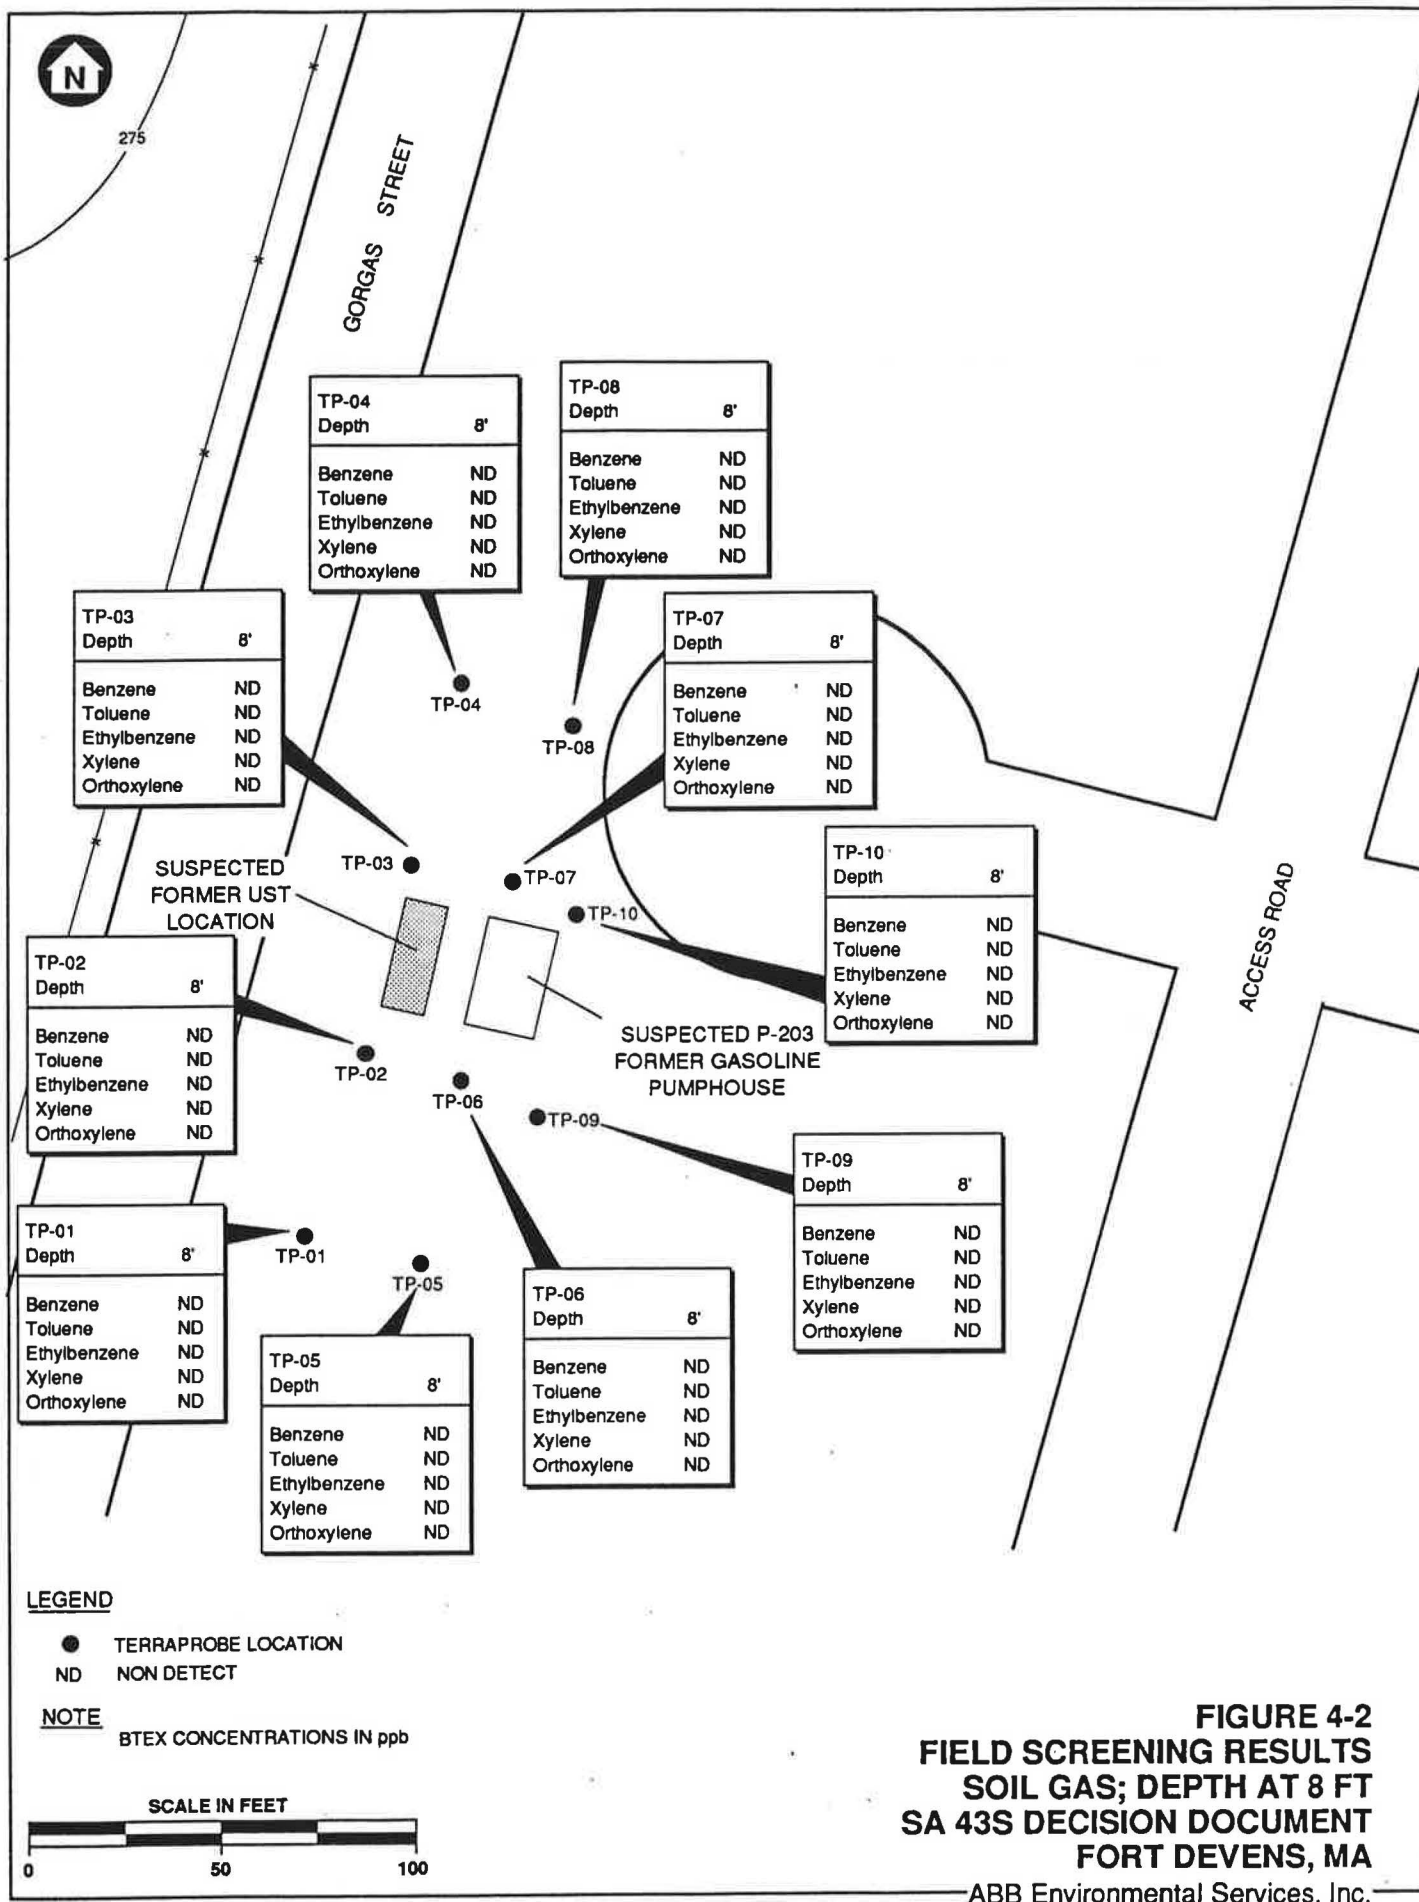 N
275
GORGAS STREET
TP-04
Depth 8'
Benzene ND
Toluene ND
Ethylbenzene ND
Xylene ND
Orthoxylene ND
TP-08
Depth 8'
Benzene ND
Toluene ND
Ethylbenzene ND
Xylene ND
Orthoxylene ND
TP-03
Depth 8'
Benzene ND
Toluene ND
Ethylbenzene ND
Xylene ND
Orthoxylene ND
TP-07
Depth 8'
Benzene ND
Toluene ND
Ethylbenzene ND
Xylene ND
Orthoxylene ND
TP-04
TP-08
TP-03
TP-07
TP-10
SUSPECTED
FORMER UST
LOCATION
TP-10
Depth 8'
Benzene ND
Toluene ND
Ethylbenzene ND
Xylene ND
Orthoxylene ND
ACCESS ROAD
TP-02
Depth 8'
Benzene ND
Toluene ND
Ethylbenzene ND
Xylene ND
Orthoxylene ND
SUSPECTED P-203
FORMER GASOLINE
PUMPHOUSE
TP-02
TP-06
TP-09
TP-09
Depth 8'
Benzene ND
Toluene ND
Ethylbenzene ND
Xylene ND
Orthoxylene ND
TP-01
Depth 8'
Benzene ND
Toluene ND
Ethylbenzene ND
Xylene ND
Orthoxylene ND
TP-01
TP-05
TP-06
Depth 8'
Benzene ND
Toluene ND
Ethylbenzene ND
Xylene ND
Orthoxylene ND
TP-05
Depth 8'
Benzene ND
Toluene ND
Ethylbenzene ND
Xylene ND
Orthoxylene ND
LEGEND
TERRAPROBE LOCATION
ND NON DETECT
NOTE
BTEX CONCENTRATIONS IN ppb
SCALE IN FEET
0 50 100
FIGURE 4-2
FIELD SCREENING RESULTS
SOIL GAS; DEPTH AT 8 FT
SA 43S DECISION DOCUMENT
FORT DEVENS, MA
ABB Environmental Services, Inc.